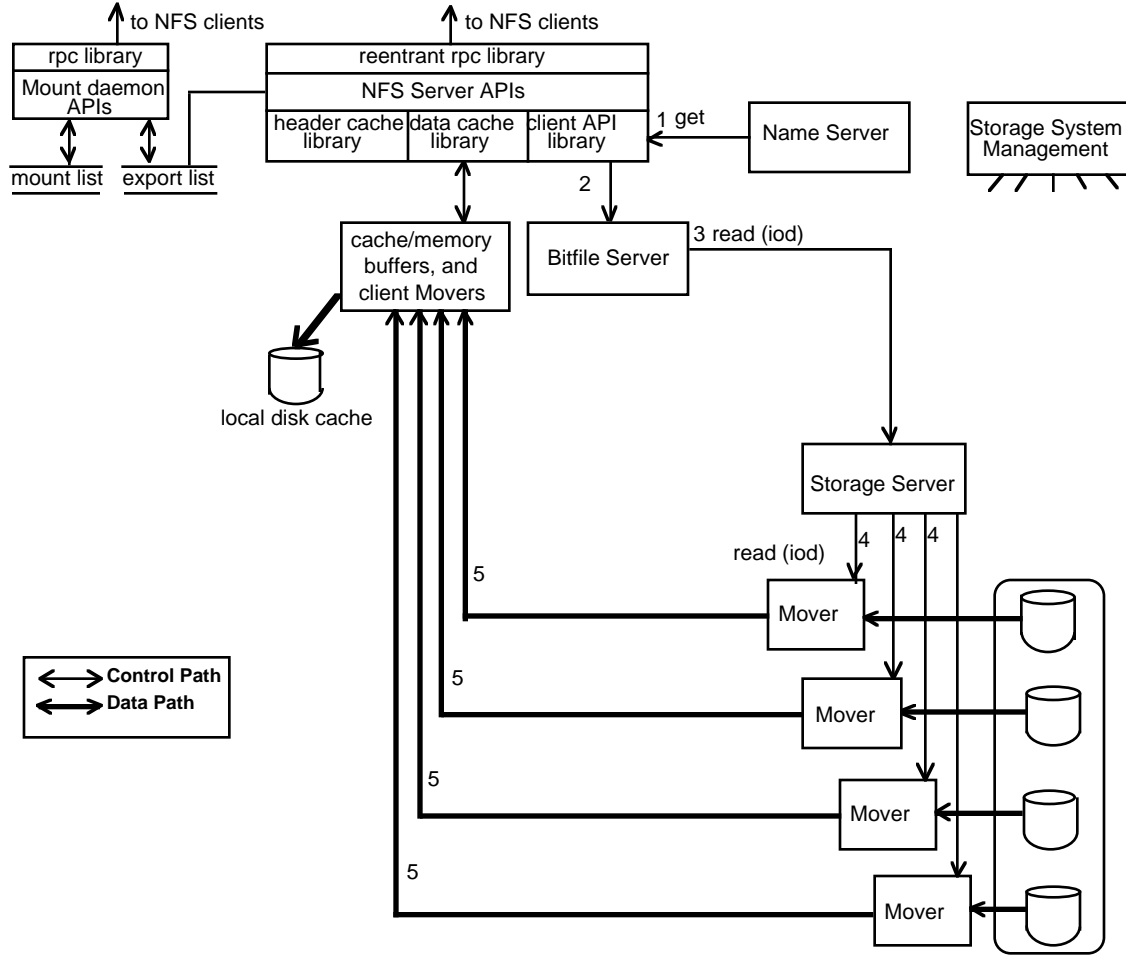 to NFS clients
to NFS clients
rpc library
Mount daemon
APIs
mount list
export list
reentrant rpc library
NFS Server APIs
header cache
library
data cache
library
client API
library
1 get
Name Server
Storage System
Management
2
cache/memory
buffers, and
client Movers
Bitfile Server
3 read (iod)
local disk cache
Storage Server
read (iod)
4
4
4
5
Mover
Control Path
Data Path
5
Mover
5
Mover
5
Mover